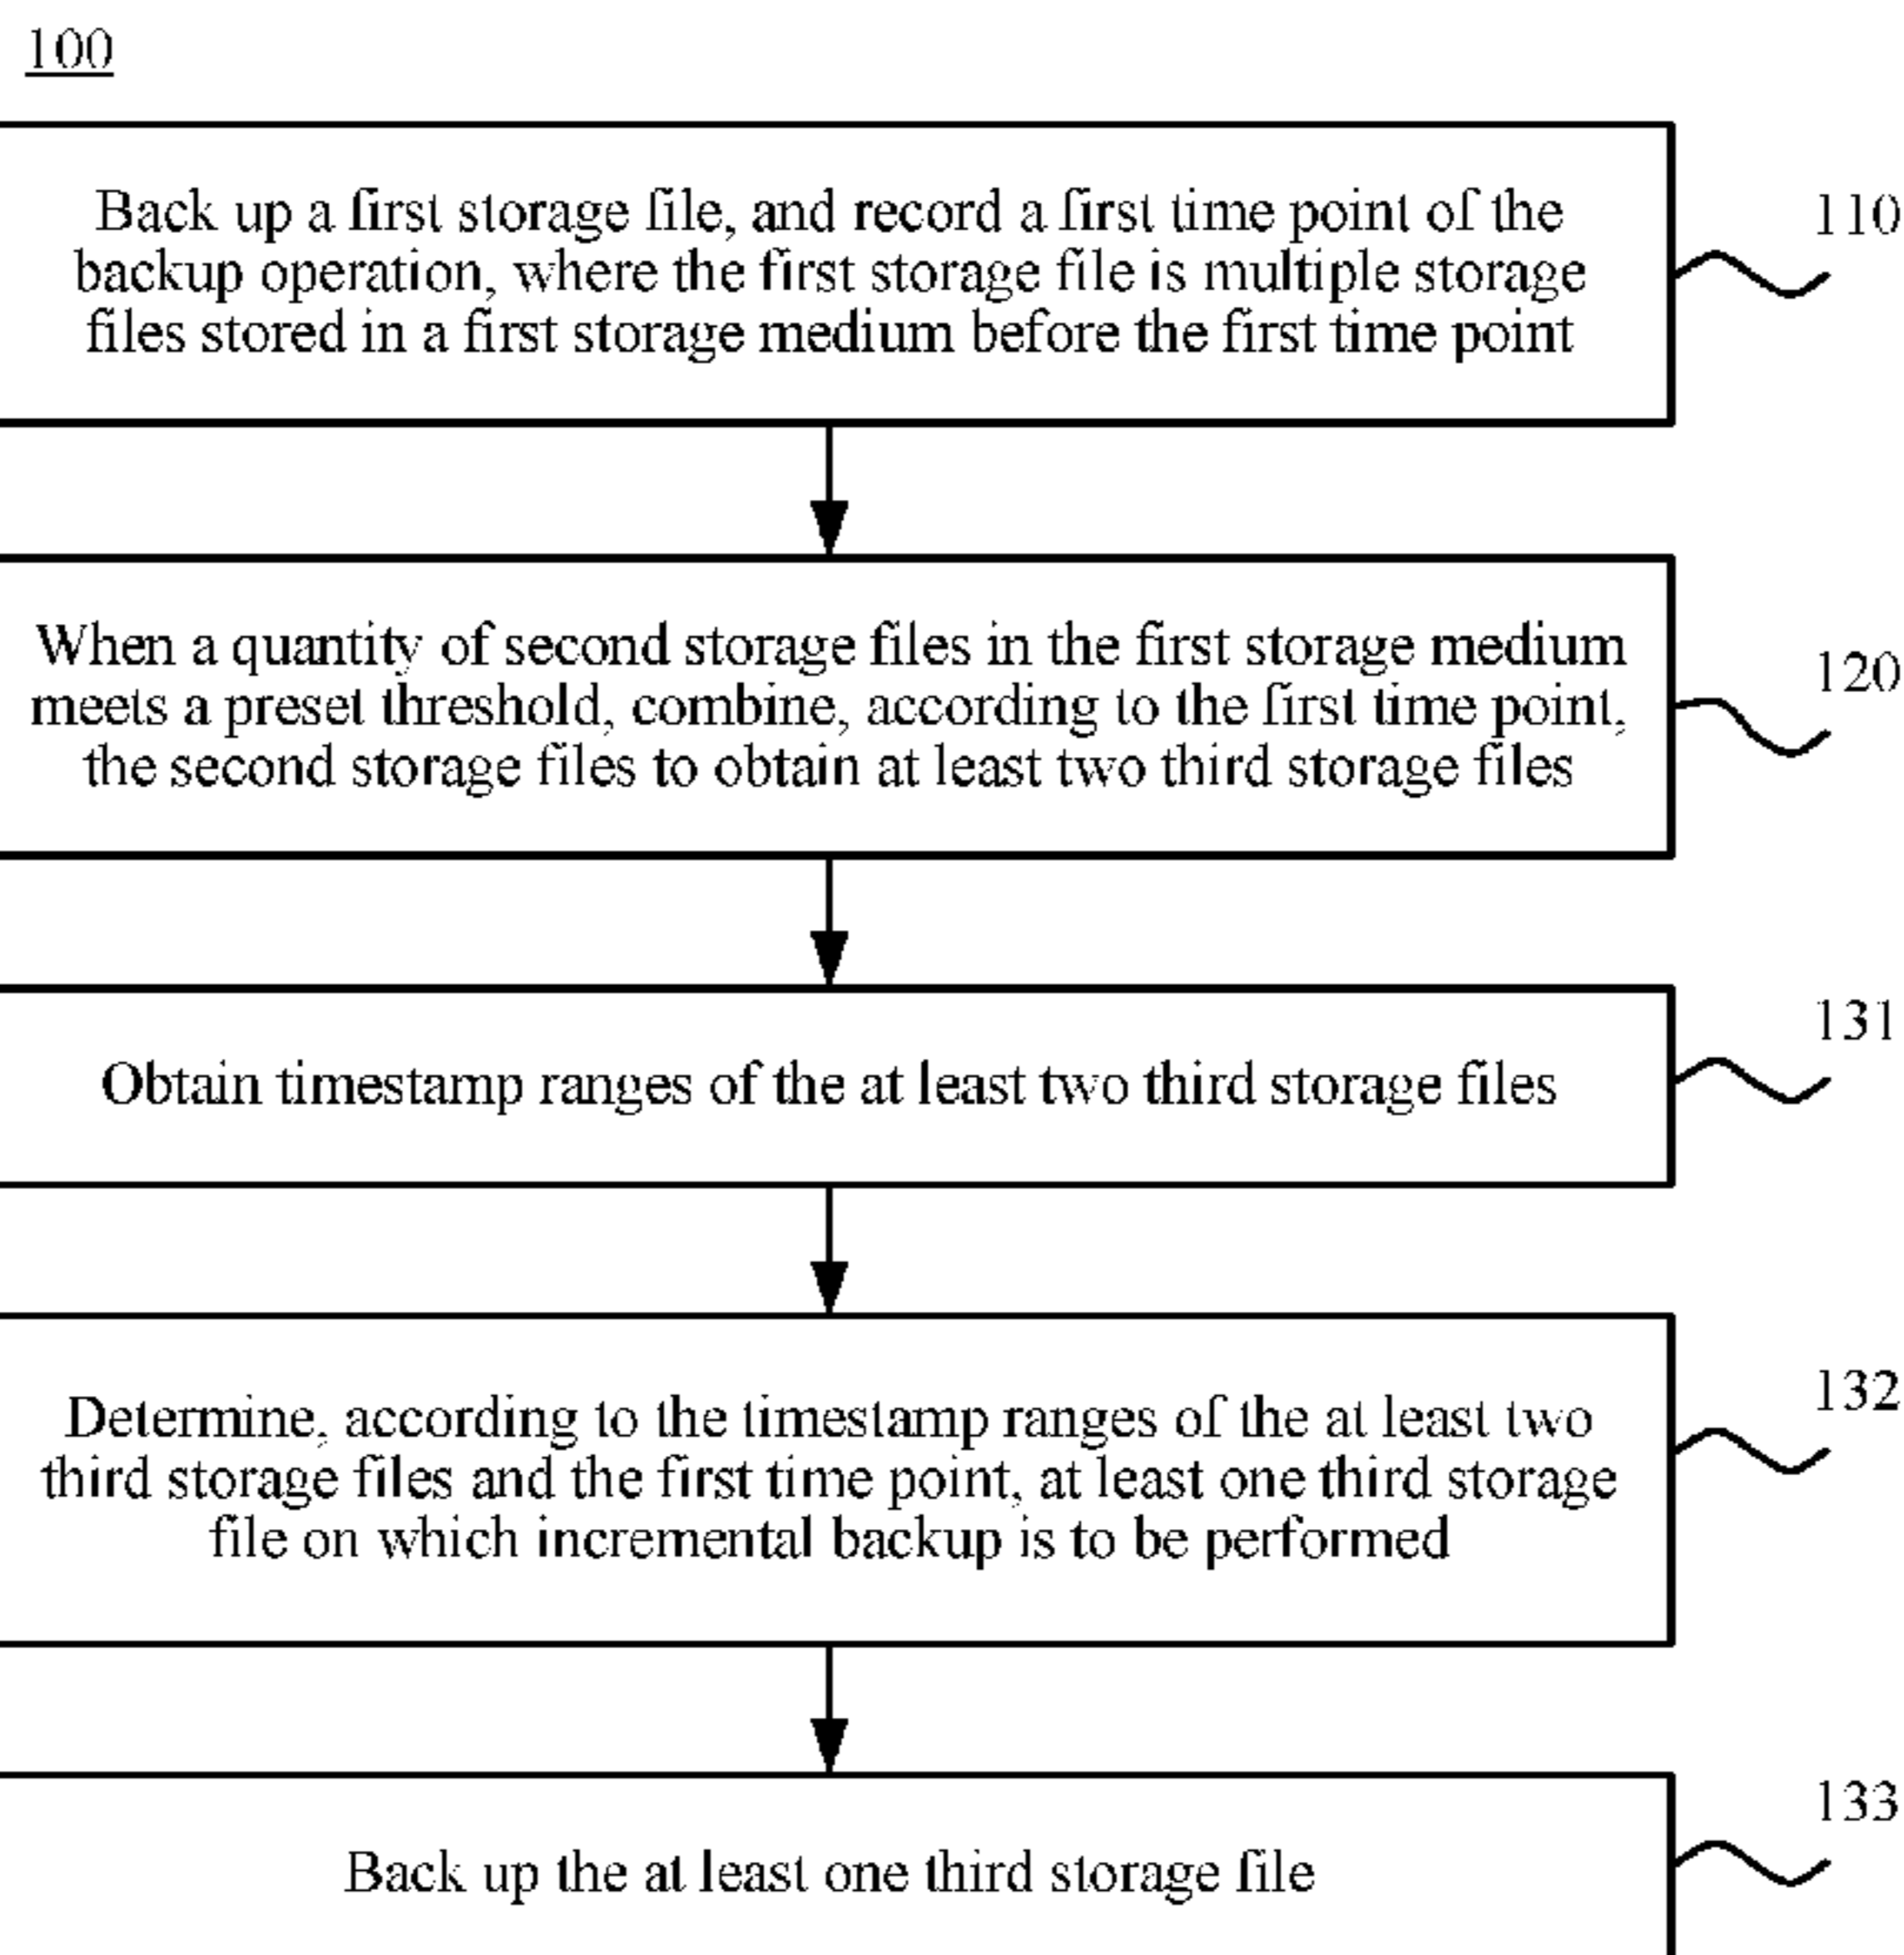 100
Back up a first storage file, and record a first time point of the
backup operation, where the first storage file is multiple storage
files stored in a first storage medium before the first time point
110
When a quantity of second storage files in the first storage medium
meets a preset threshold, combine, according to the first time point,
the second storage files to obtain at least two third storage files
120
Obtain timestamp ranges of the at least two third storage files
131
Determine, according to the timestamp ranges of the at least two
third storage files and the first time point, at least one third storage
file on which incremental backup is to be performed
132
Back up the at least one third storage file
133